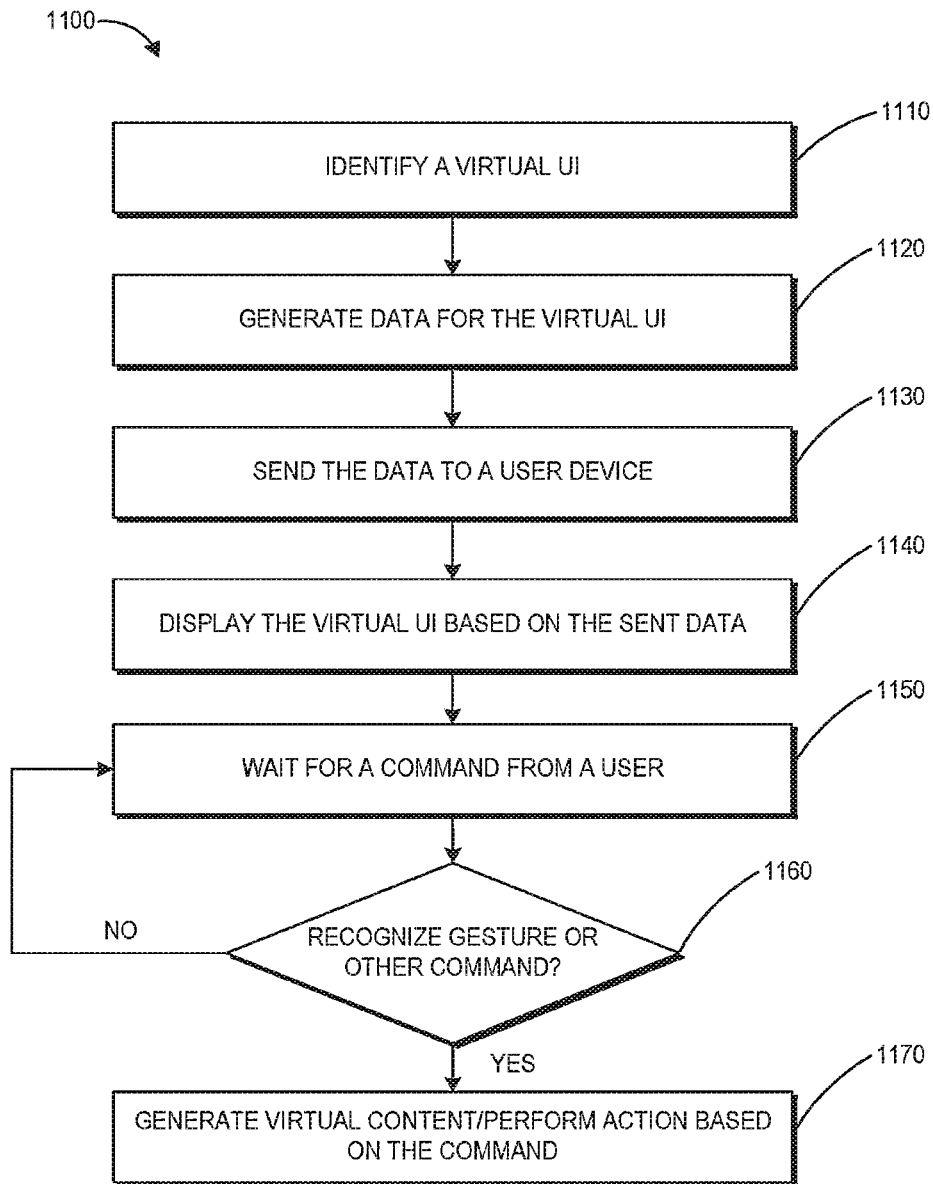 1100
1110
IDENTIFY A VIRTUAL UI
1120
GENERATE DATA FOR THE VIRTUAL UI
1130
SEND THE DATA TO A USER DEVICE
1140
DISPLAY THE VIRTUAL UI BASED ON THE SENT DATA
1150
WAIT FOR A COMMAND FROM A USER
1160
NO
RECOGNIZE GESTURE OR
OTHER COMMAND?
YES
1170
GENERATE VIRTUAL CONTENT/PERFORM ACTION BASED
ON THE COMMAND